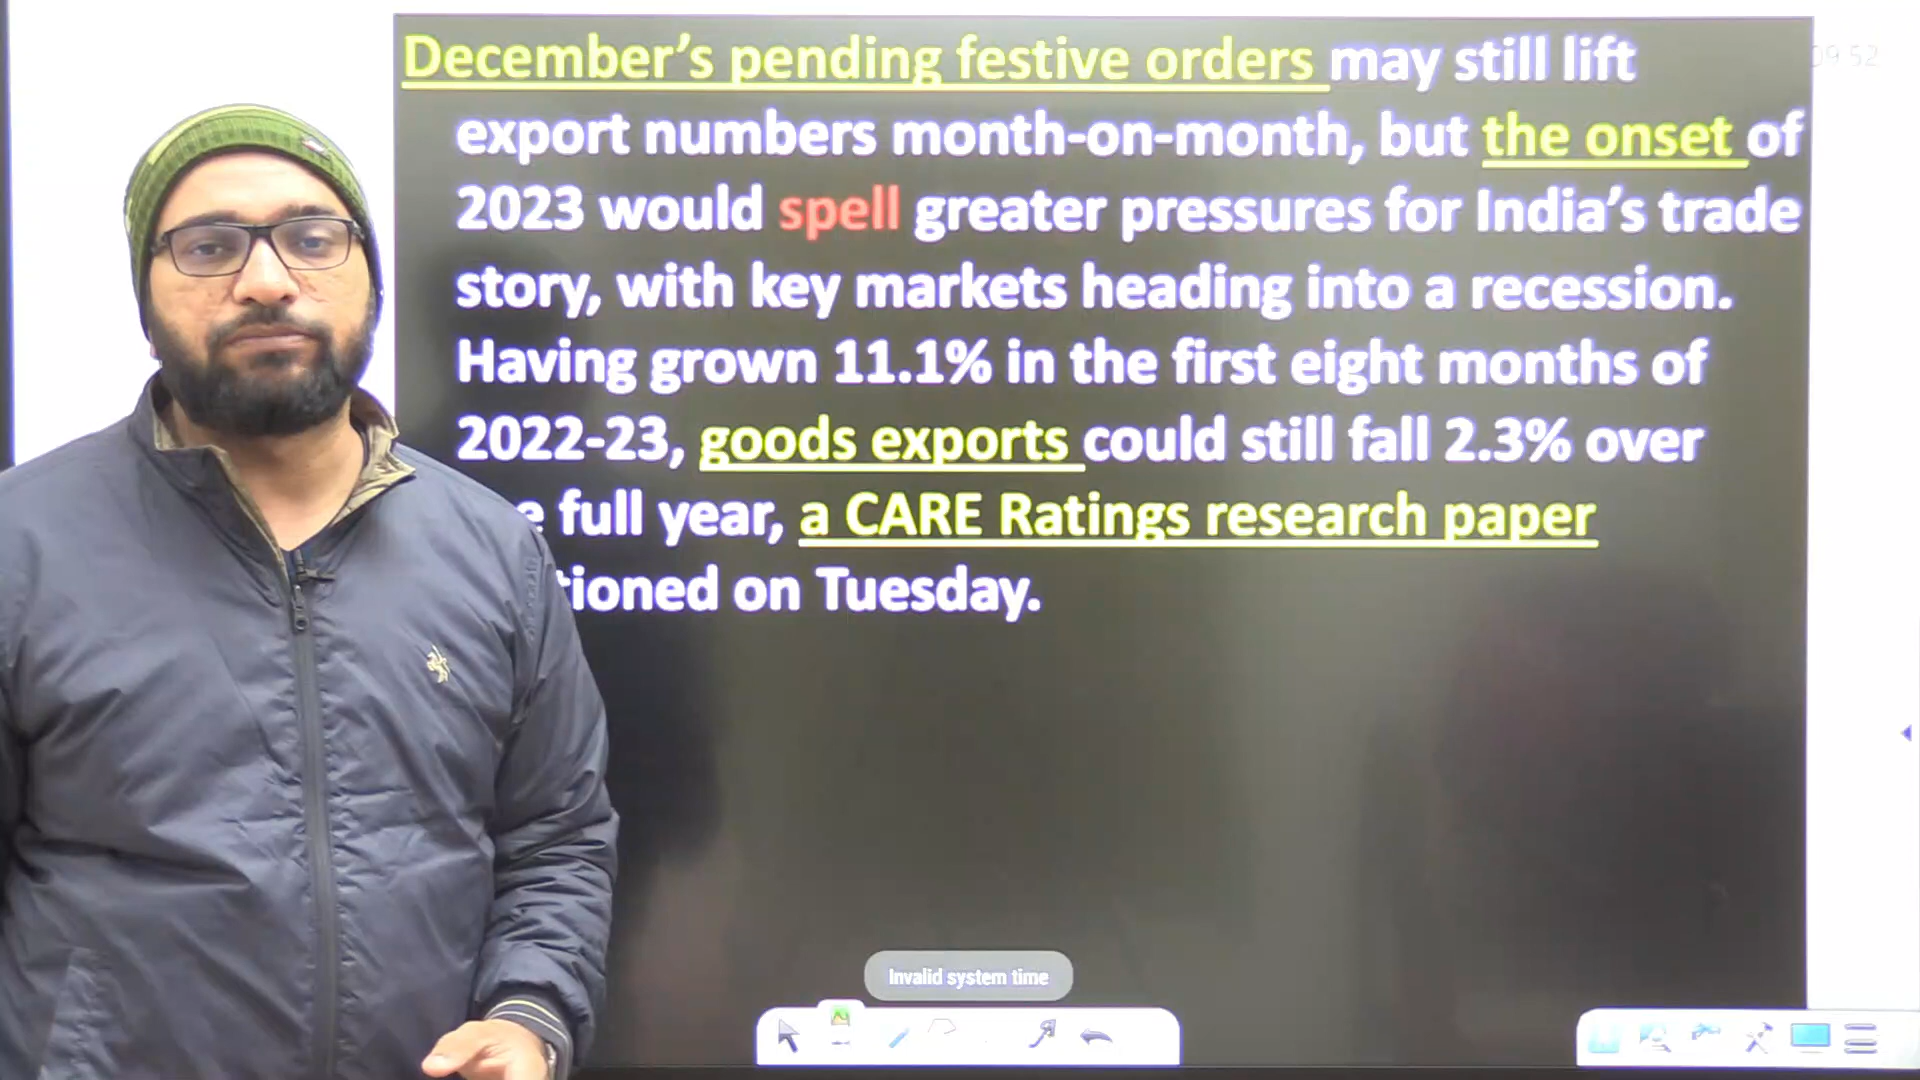 December’s pending festive orders may still lift
09 52
export numbers month-on-month, but the onset of
2023 would spell greater pressures for India’s trade
story, with key markets heading into a recession.
Having grown 11.1% in the first eight months of
2022-23, goods exports could still fall 2.3% over
full year, a CARE Ratings research paper
on Tuesday.
Invalid system time